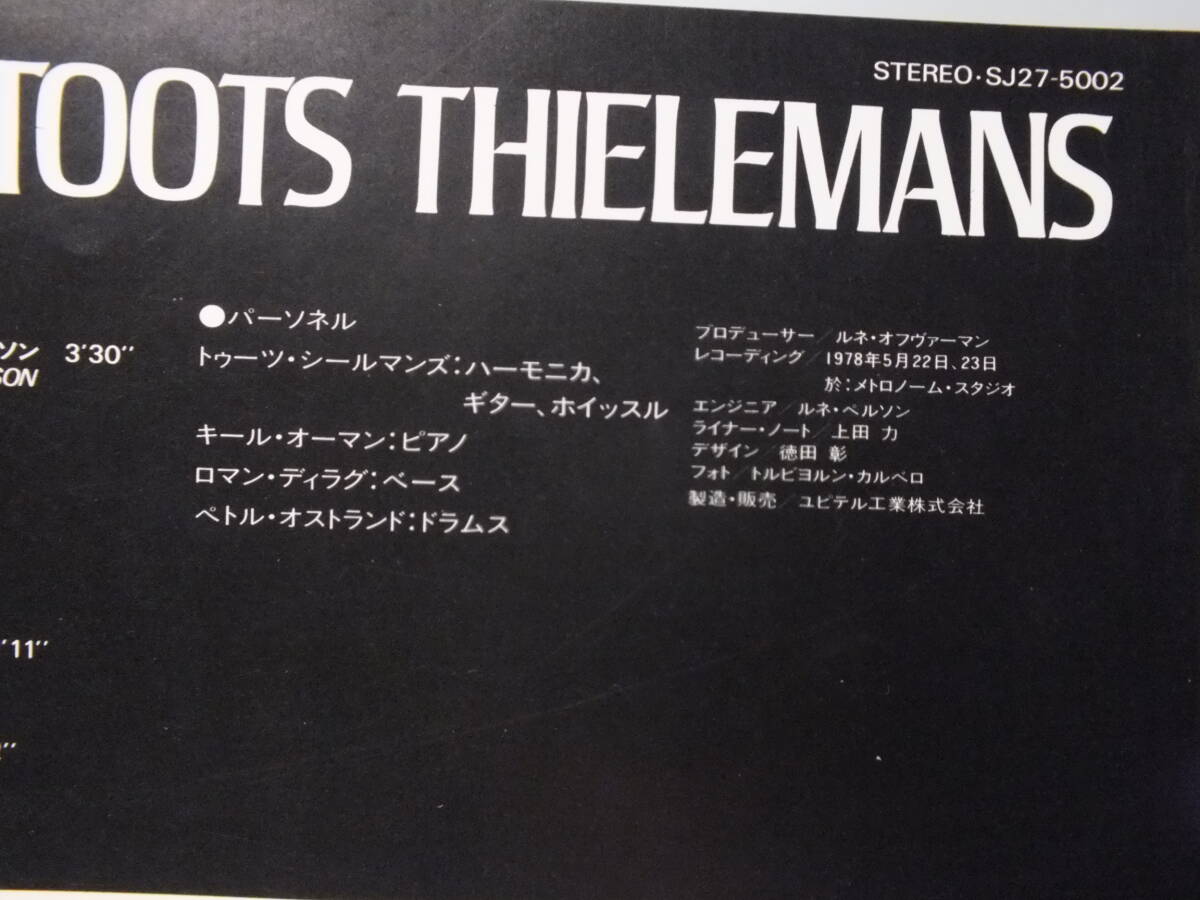 STEREO・SJ27-5002
TOOTS THIELEMANS
ソン 3'30''
SON
'11''
''
●パーソネル
トゥーツ・シールマンズ：ハーモニカ、
ギター、ホイッスル
キール・オーマン：ピアノ
ロマン・ディラグ：ベース
ペトル・オストランド：ドラムス
プロデューサー／ルネ・オフヴァーマン
レコーディング／1978年5月22日、23日
於：メトロノーム・スタジオ
エンジニア／ルネ・ペルソン
ライナー・ノート／上田 力
デザイン／徳田 彰
フォト／トルビヨルン・カルベロ
製造・販売／ユピテル工業株式会社